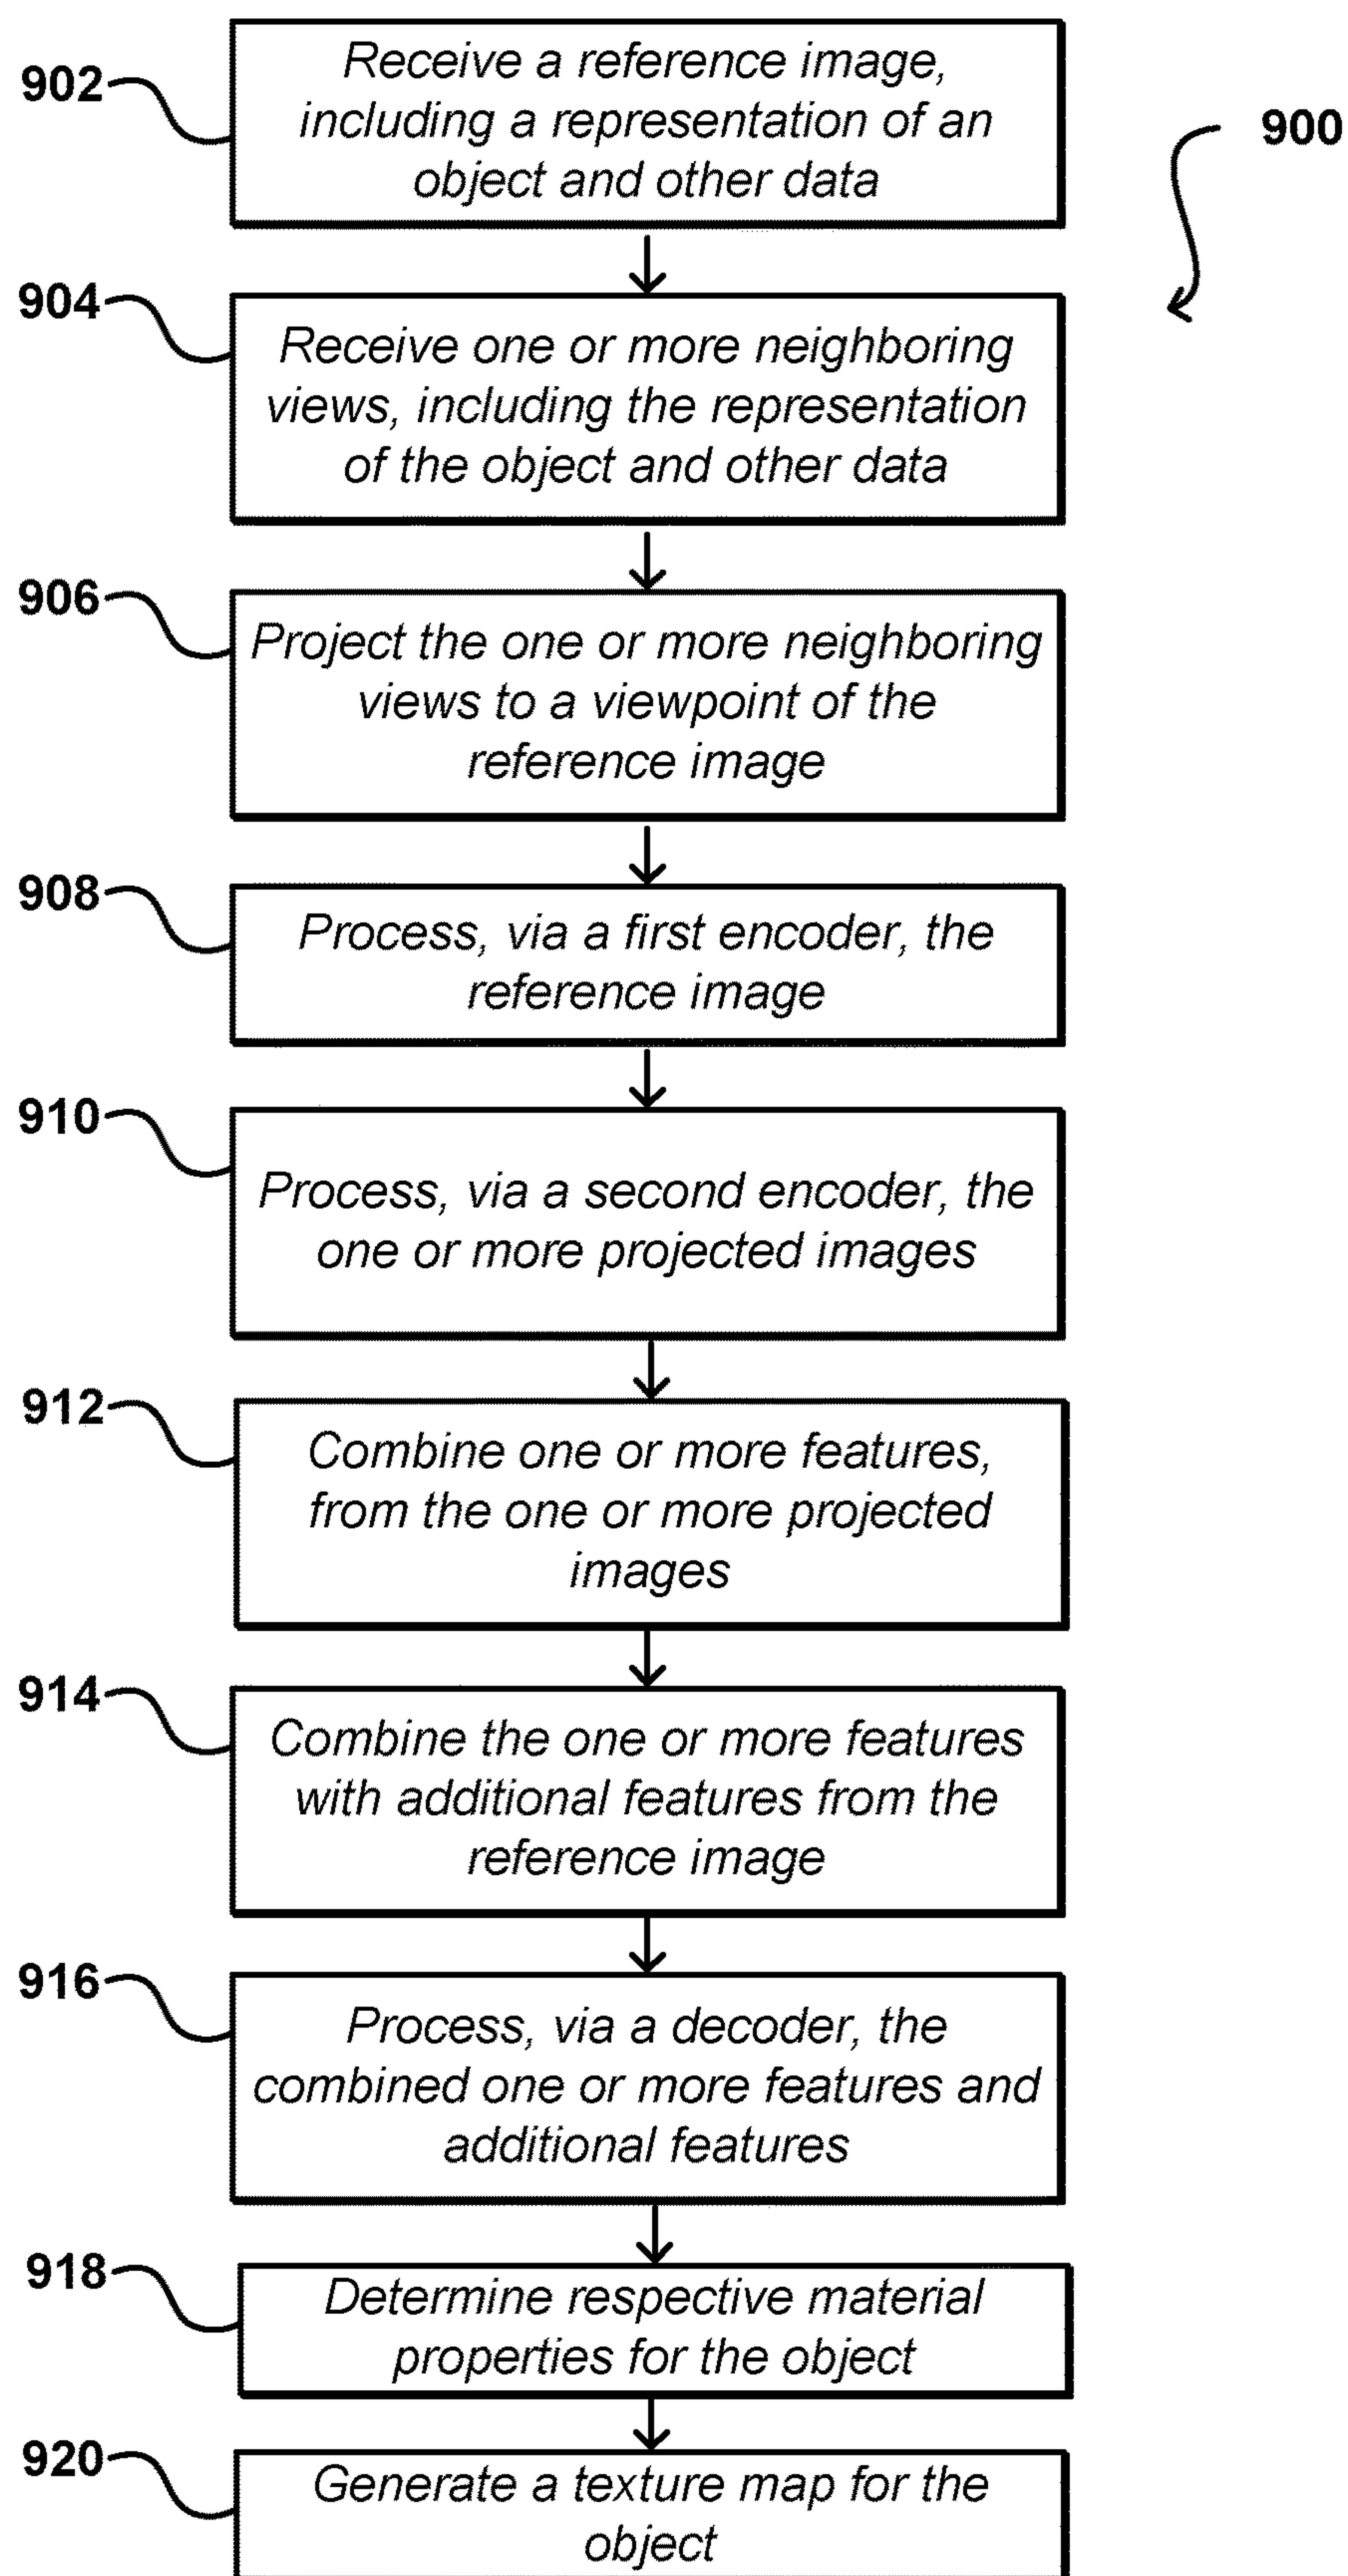 902
Receive a reference image,
including a representation of an
object and other data
900
904
Receive one or more neighboring
views, including the representation
of the object and other data
906
Project the one or more neighboring
views to a viewpoint of the
reference image
908
Process, via a first encoder, the
reference image
910
Process, via a second encoder, the
one or more projected images
912
Combine one or more features,
from the one or more projected
images
914
Combine the one or more features
with additional features from the
reference image
916
Process, via a decoder, the
combined one or more features and
additional features
918
Determine respective material
properties for the object
920
Generate a texture map for the
object